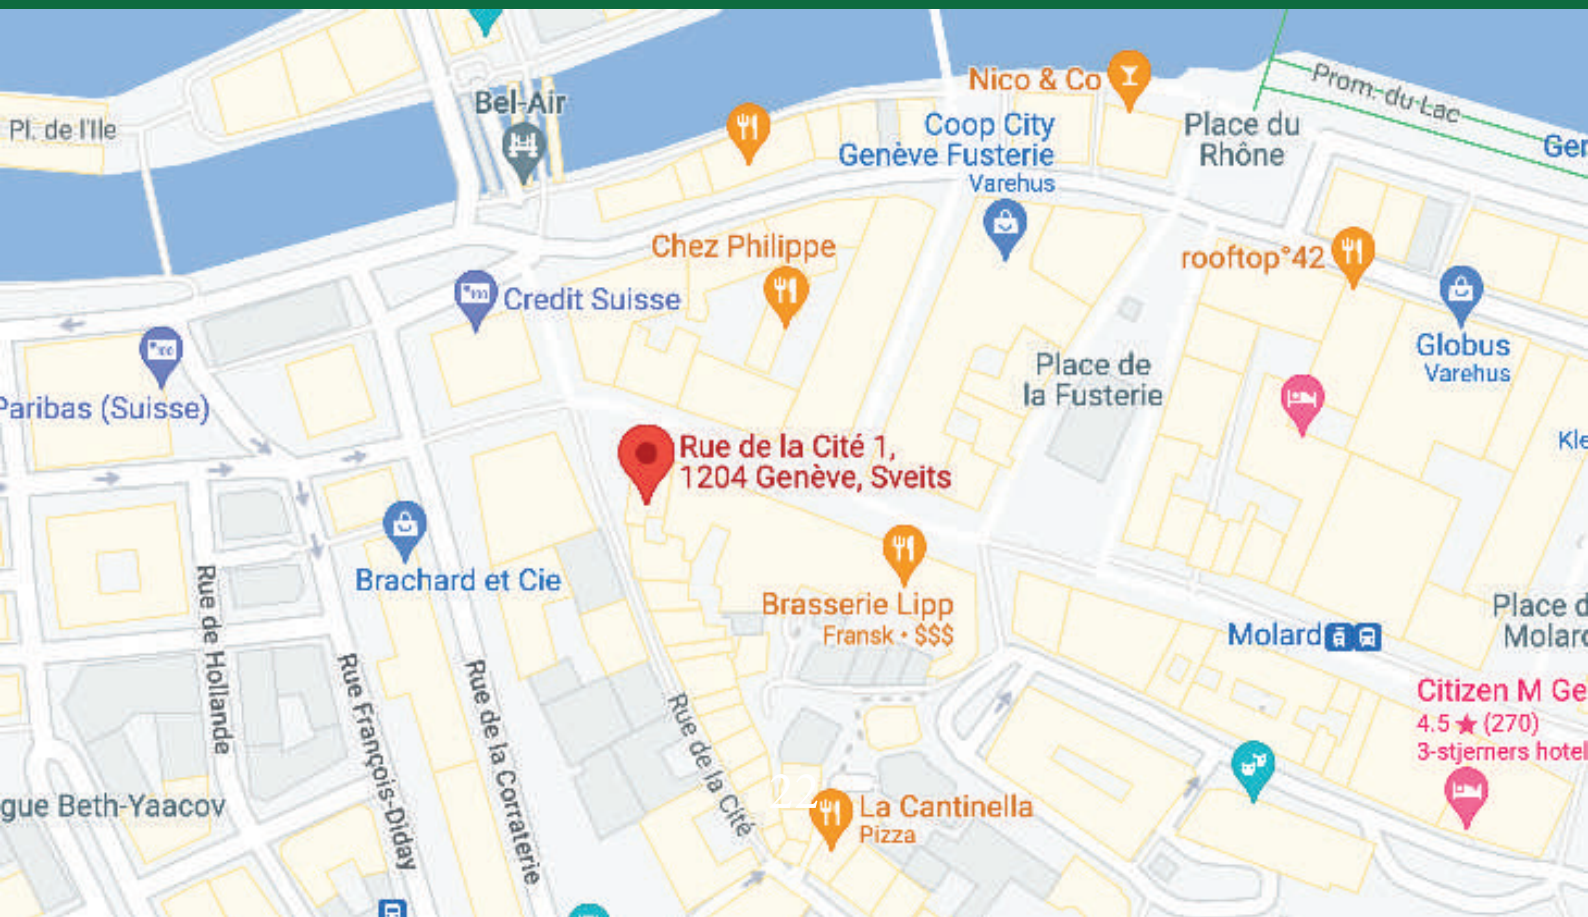 Nico & Co
Prom. du Lac
Bel-Air
Pl. de l'Ile
Coop City
Genève Fusterie
Varehus
Place du
Rhône
Chez Philippe
rooftop°42
Credit Suisse
Globus
Varehus
Place de
la Fusterie
Paribas (Suisse)
Rue de la Cité 1,
1204 Genève, Sveits
Brachard et Cie
Brasserie Lipp
Fransk • $$$
Molard
Place d
Molard
Rue de Hollande
Rue François-Diday
Rue de la Corraterie
Rue de la Cité
Citizen M Ge
4.5 ★ (270)
3-stjerners hotel
22
gue Beth-Yaacov
La Cantinella
Pizza